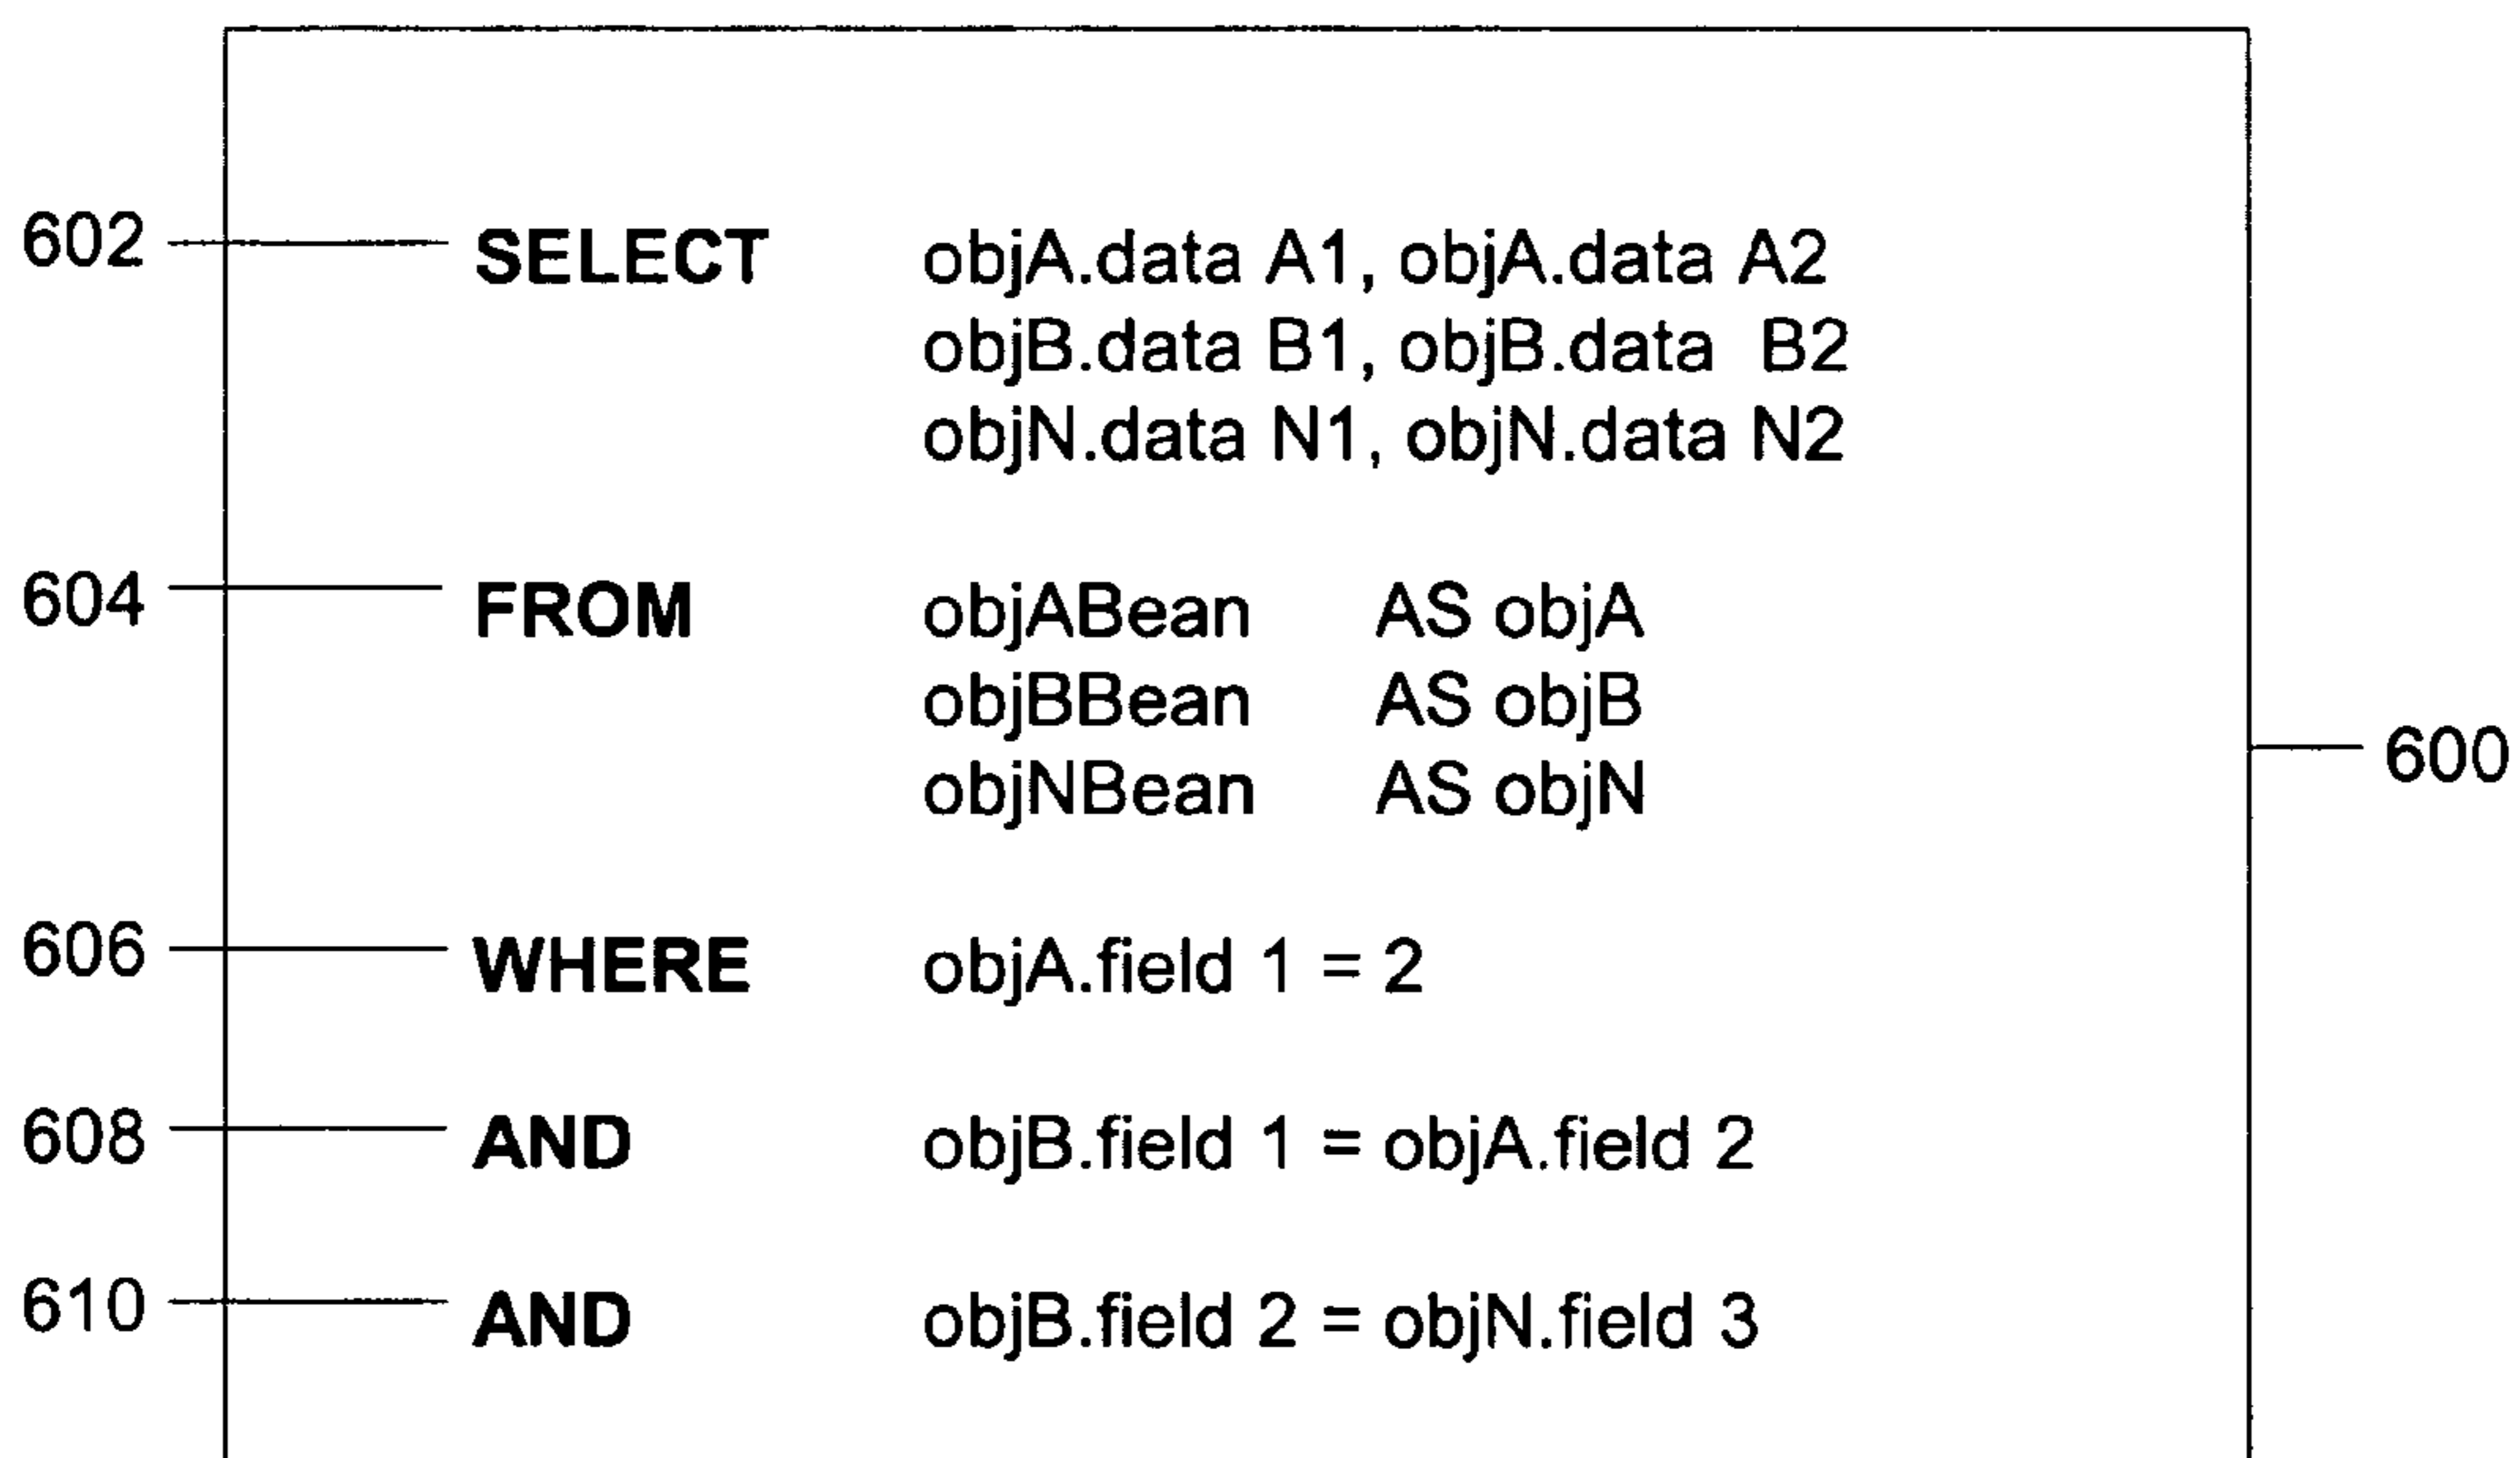 602 SELECT objA.data A1, objA.data A2
objB.data B1, objB.data B2
objN.data N1, objN.data N2
604 FROM objABean AS objA
objBBean AS objB
600
objNBean AS objN
606 WHERE objA.field 1 = 2
608 AND objB.field 1 = objA.field 2
610 AND objB.field 2 = objN.field 3